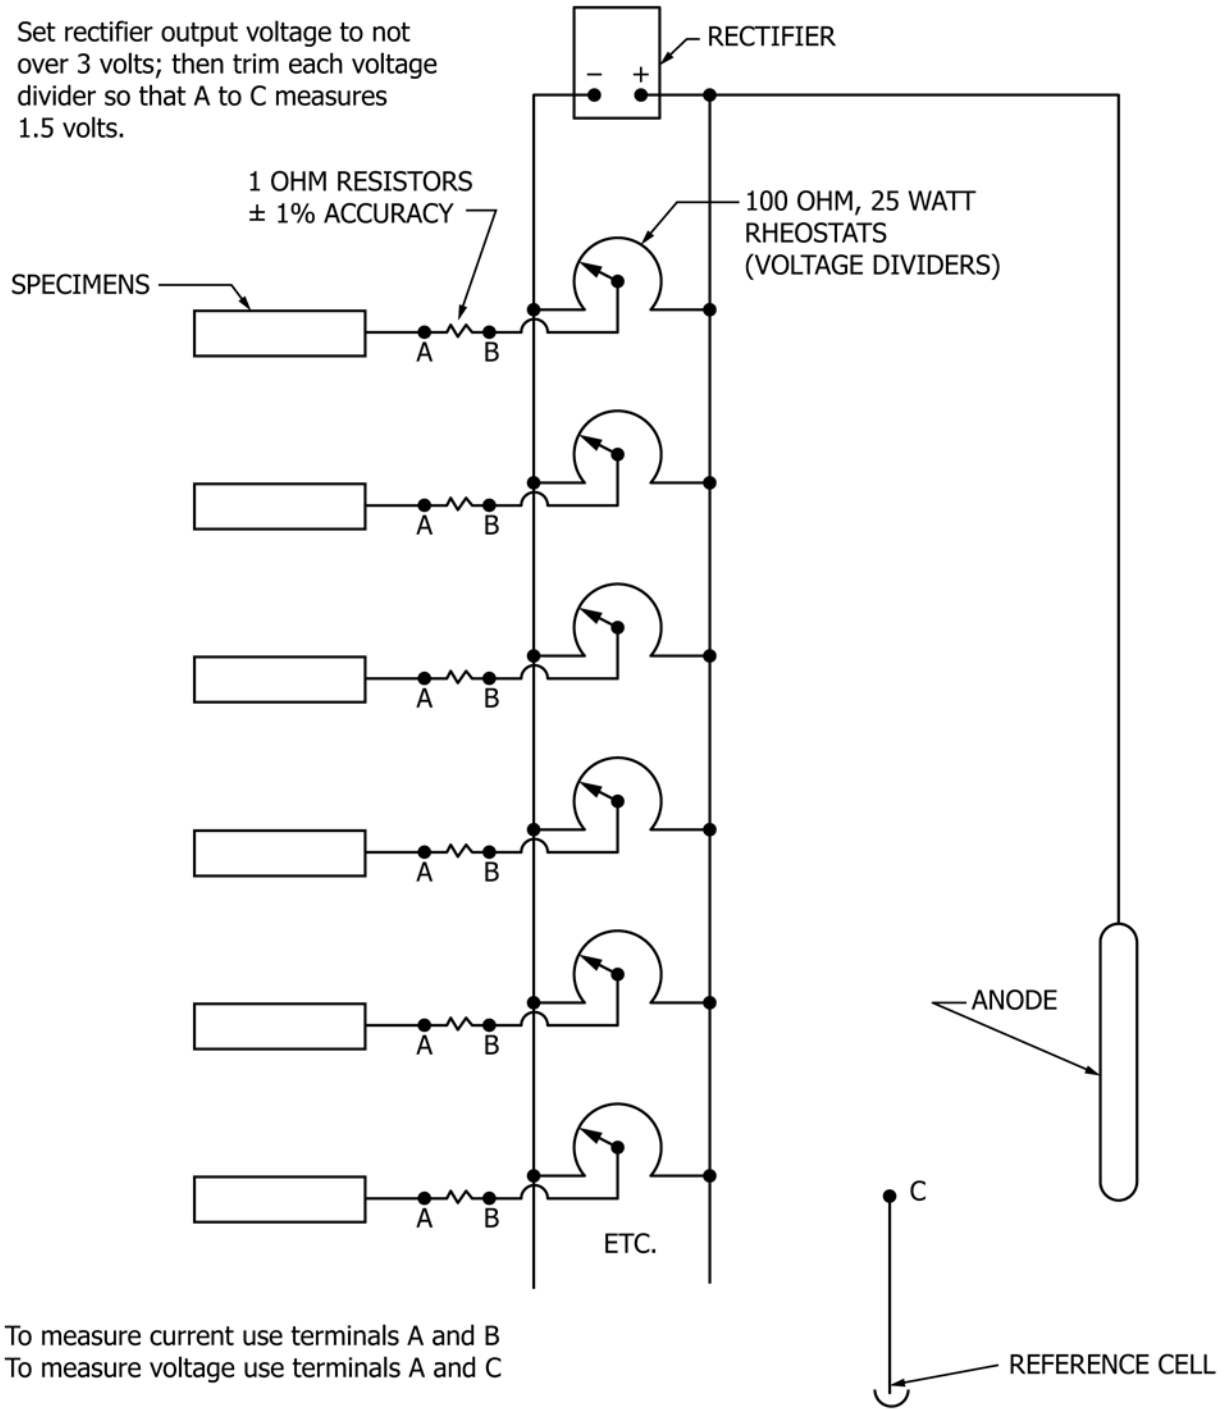 Set rectifier output voltage to not
over 3 volts; then trim each voltage
divider so that A to C measures
1.5 volts.
RECTIFIER
− +
1 OHM RESISTORS
± 1% ACCURACY
100 OHM, 25 WATT
RHEOSTATS
(VOLTAGE DIVIDERS)
SPECIMENS
A B
A B
A B
A B
ANODE
A B
C
A B
ETC.
To measure current use terminals A and B
To measure voltage use terminals A and C
REFERENCE CELL